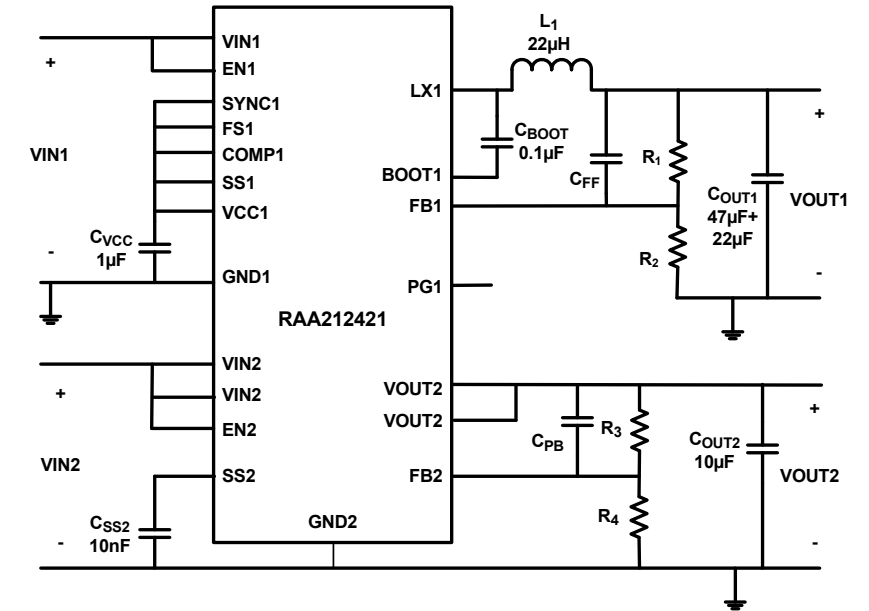 VIN1
EN1
SYNC1
FS1
COMP1
SS1
VCC1
GND1
+
VIN1
-
CVCC
1µF
LX1
BOOT1
FB1
PG1
L1
22µH
CBOOT
0.1µF
CFF
R1
R2
COUT1
47µF+
22µF
+
VOUT1
-
RAA212421
VIN2
VIN2
EN2
SS2
+
VIN2
-
CSS2
10nF
GND2
VOUT2
VOUT2
FB2
CPB
R3
R4
COUT2
10µF
+
VOUT2
-